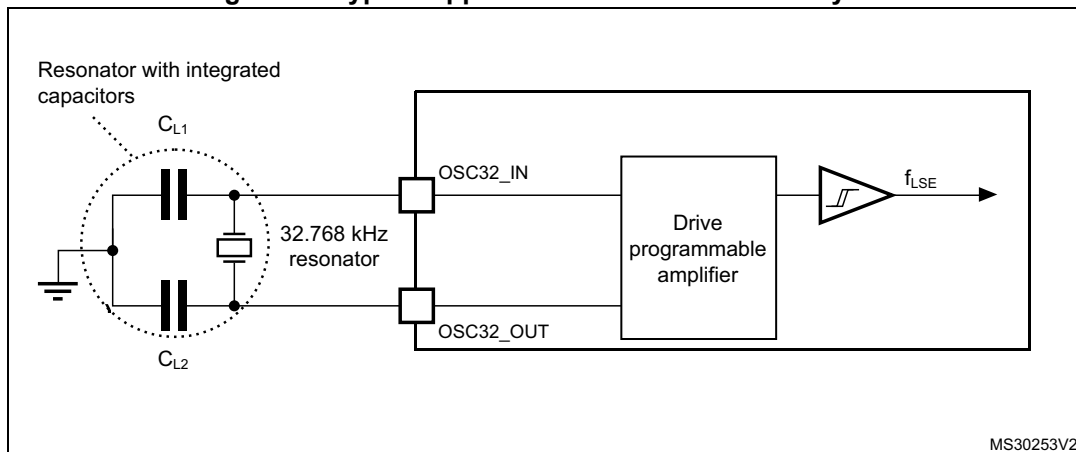 Resonator with integrated
capacitors
CL1
OSC32_IN
fLSE
32.768 kHz
resonator
Drive
programmable
amplifier
OSC32_OUT
CL2
MS30253V2